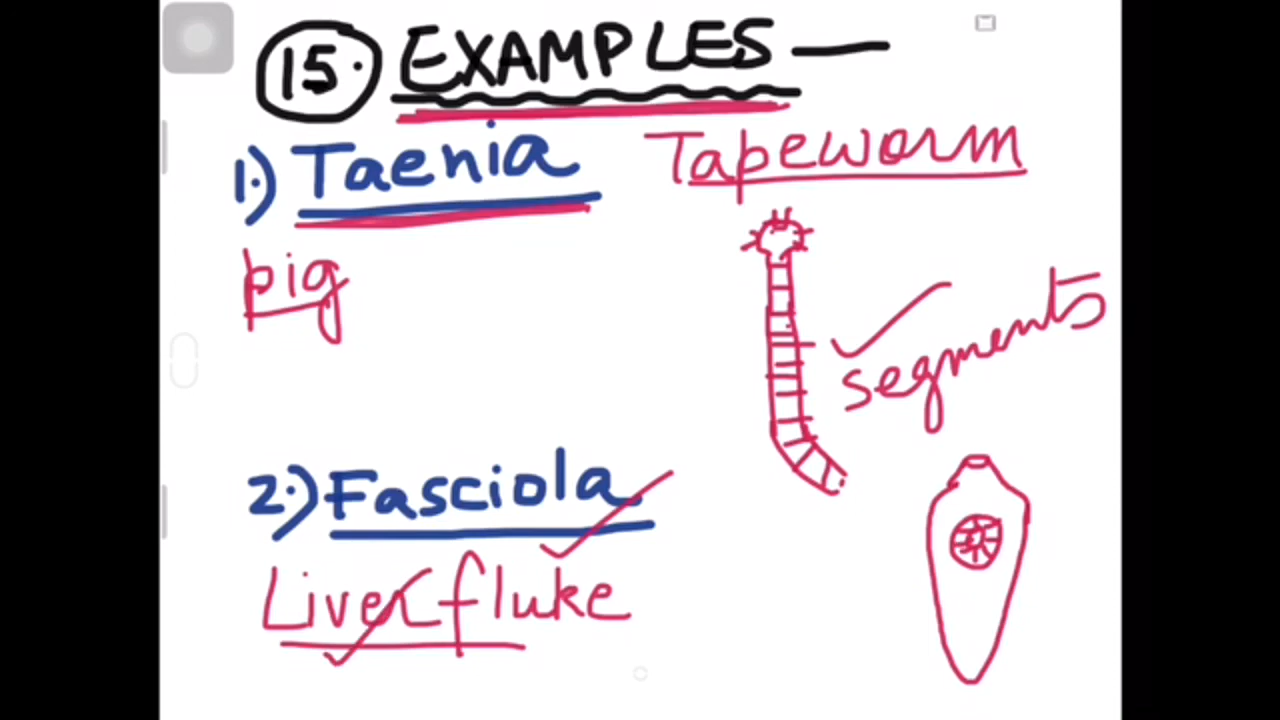 15. EXAMPLES —
1.) Taenia Tapeworm
pig
segments
2.) Fasciola
Liver fluke